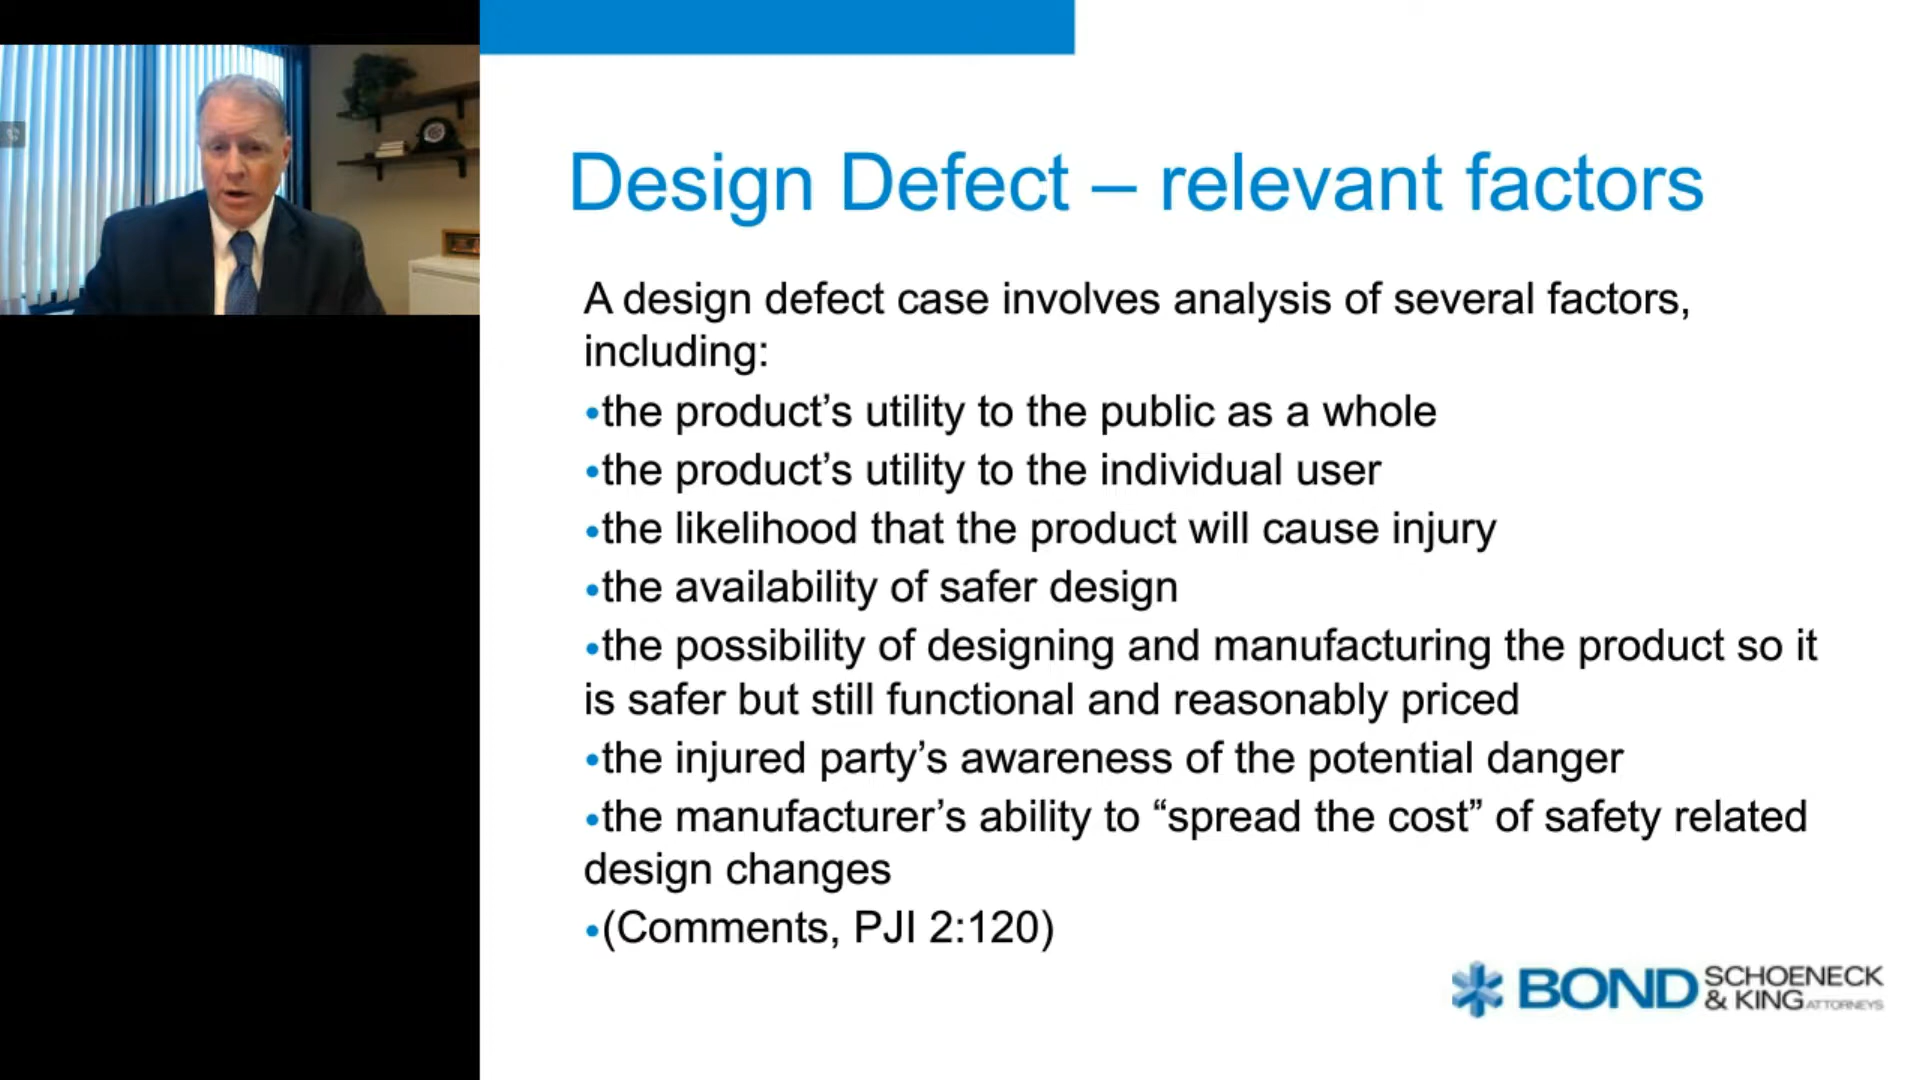 Design Defect – relevant factors
A design defect case involves analysis of several factors,
including:
•the product’s utility to the public as a whole
•the product’s utility to the individual user
•the likelihood that the product will cause injury
•the availability of safer design
•the possibility of designing and manufacturing the product so it
is safer but still functional and reasonably priced
•the injured party’s awareness of the potential danger
•the manufacturer’s ability to “spread the cost” of safety related
design changes
•(Comments, PJI 2:120)
BOND SCHOENECK
& KING ATTORNEYS